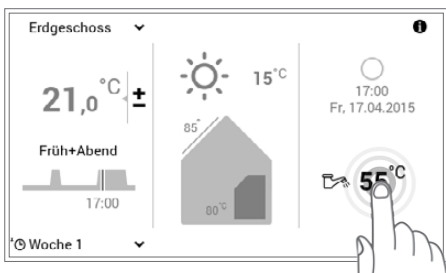 Erdgeschoss
21,0 °C ±
Früh+Abend
17:00
Woche 1
15°C
85°
80 °C
17:00
Fr, 17.04.2015
55°C